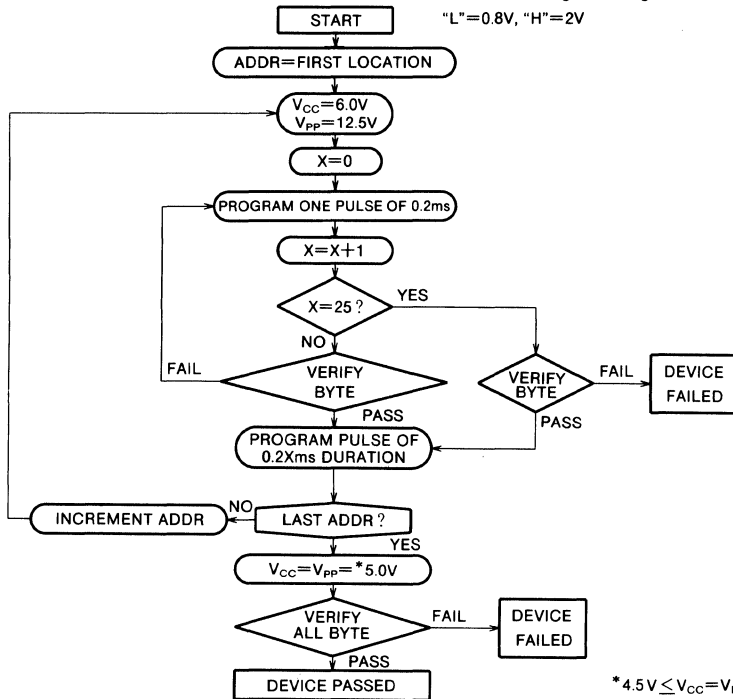 START
"L"=0.8V, "H"=2V
ADDR=FIRST LOCATION
VCC=6.0V
VPP=12.5V
X=0
PROGRAM ONE PULSE OF 0.2ms
X=X+1
X=25?
YES
NO
FAIL
VERIFY
BYTE
PASS
VERIFY
BYTE
FAIL
PASS
DEVICE
FAILED
PROGRAM PULSE OF
0.2Xms DURATION
LAST ADDR?
NO
INCREMENT ADDR
YES
VCC=VPP=*5.0V
VERIFY
ALL BYTE
FAIL
DEVICE
FAILED
PASS
DEVICE PASSED
*4.5V≤VCC=